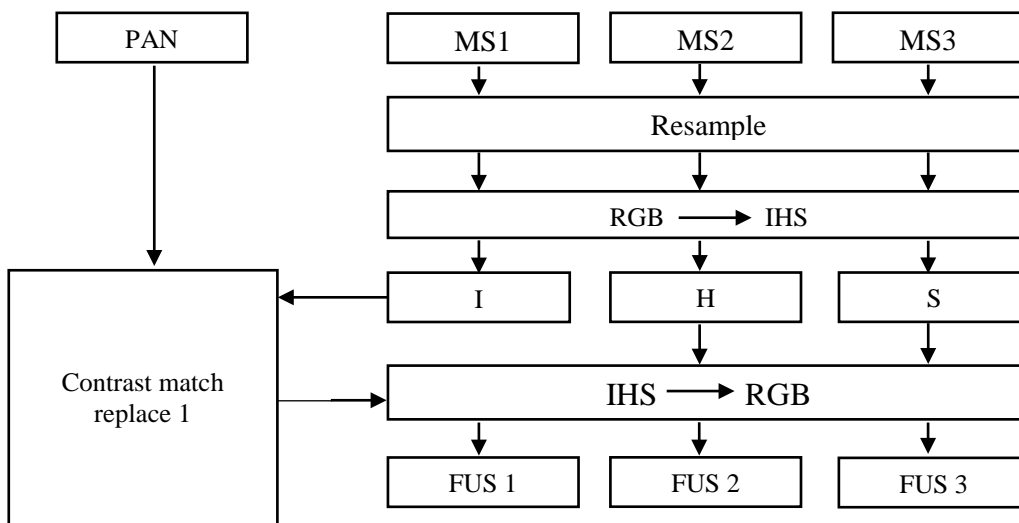 PAN
MS1
MS2
MS3
Resample
RGB IHS
I
H
S
Contrast match
replace 1
IHS RGB
FUS 1
FUS 2
FUS 3